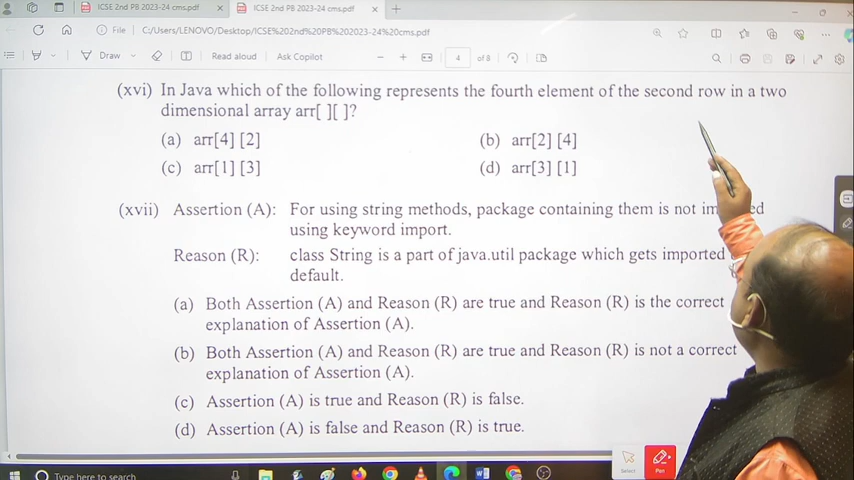 ICSE 2nd PB 2023-24 cms.pdf
ICSE 2nd PB 2023-24 cms.pdf
File C:/Users/LENOVO/Desktop/ICSE%202nd%20PB%202023-24%20cms.pdf
Draw Read aloud Ask Copilot 4 of 8
(xvi) In Java which of the following represents the fourth element of the second row in a two
dimensional array arr[ ][ ]?
(a) arr[4] [2] (b) arr[2] [4]
(c) arr[1] [3] (d) arr[3] [1]
(xvii) Assertion (A): For using string methods, package containing them is not
using keyword import.
Reason (R): class String is a part of java.util package which gets imported
default.
(a) Both Assertion (A) and Reason (R) are true and Reason (R) is the correct
explanation of Assertion (A).
(b) Both Assertion (A) and Reason (R) are true and Reason (R) is not a correct
explanation of Assertion (A).
(c) Assertion (A) is true and Reason (R) is false.
(d) Assertion (A) is false and Reason (R) is true.
Select Pen
Type here to search